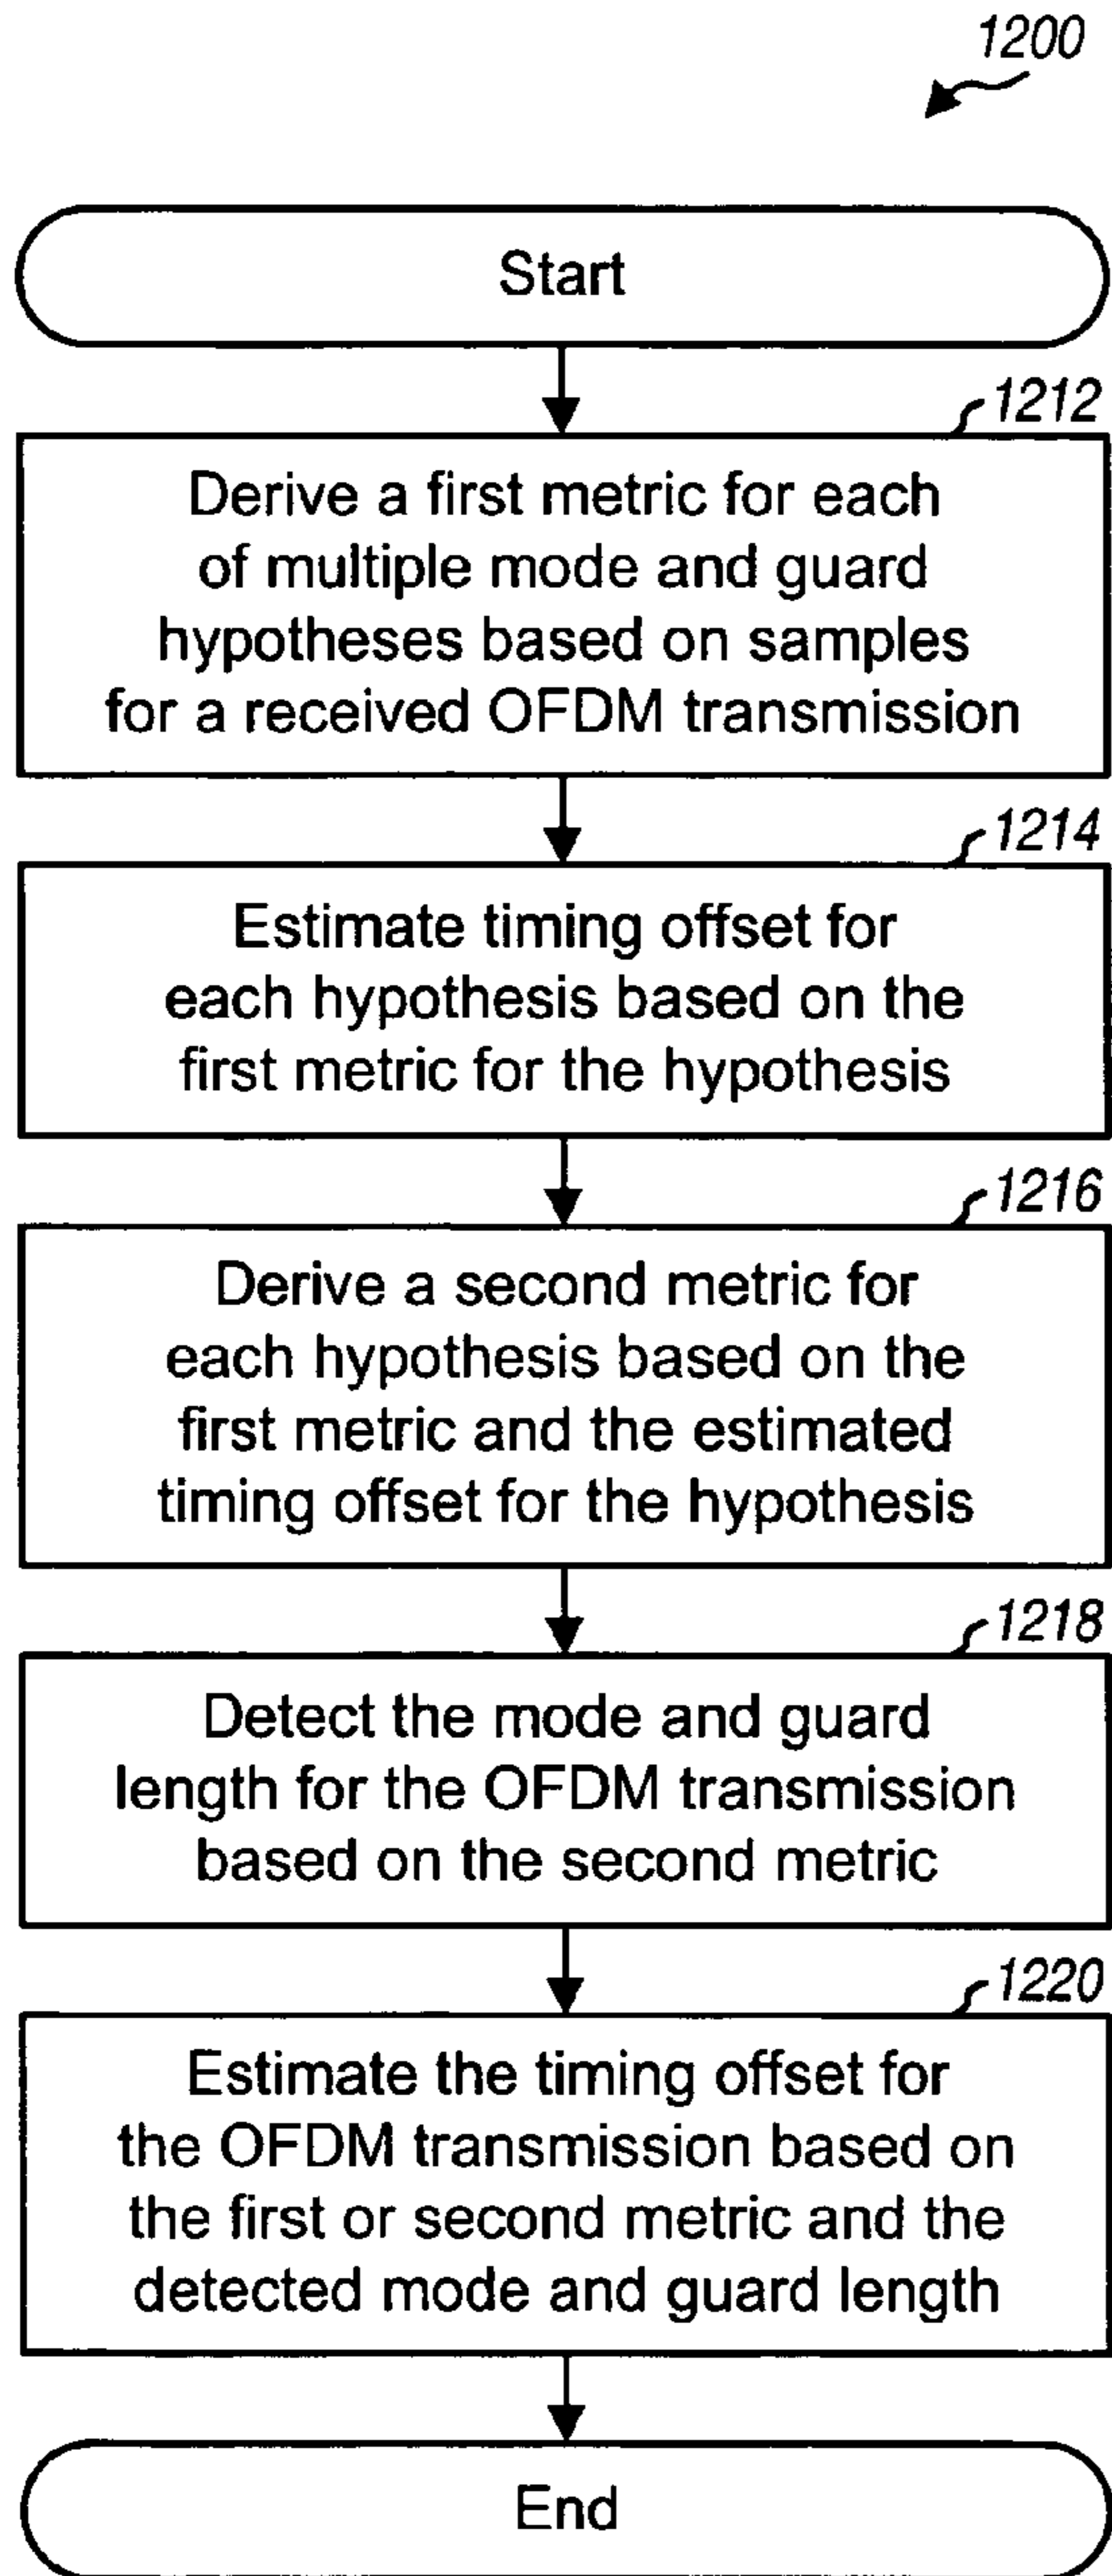 1200
Start
1212
Derive a first metric for each
of multiple mode and guard
hypotheses based on samples
for a received OFDM transmission
1214
Estimate timing offset for
each hypothesis based on the
first metric for the hypothesis
1216
Derive a second metric for
each hypothesis based on the
first metric and the estimated
timing offset for the hypothesis
1218
Detect the mode and guard
length for the OFDM transmission
based on the second metric
1220
Estimate the timing offset for
the OFDM transmission based on
the first or second metric and the
detected mode and guard length
End